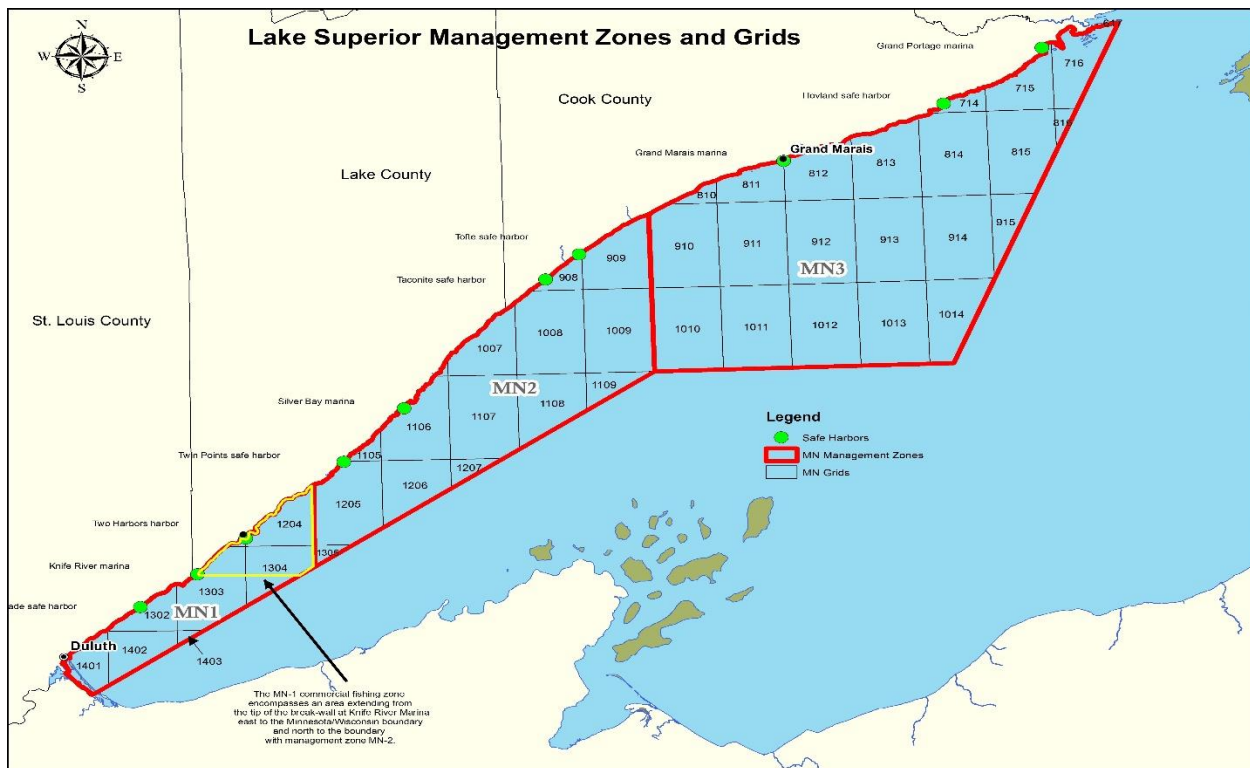 Lake Superior Management Zones and Grids
N
W E
S
Grand Portage marina
716
715
Hovland safe harbor
714
Cook County
816
Grand Marais
Grand Marais marina
812
813
814
815
Lake County
811
810
915
Tofte safe harbor
910
911
912
913
914
909
MN3
Taconite safe harbor
908
St. Louis County
1008
1009
1010
1011
1012
1013
1014
1007
MN2
1109
Silver Bay marina
1108
1107
1106
Legend
Safe Harbors
Twin Points safe harbor
1105
MN Management Zones
1207
MN Grids
1206
1205
Two Harbors harbor
1204
Knife River marina
1304
1303
ade safe harbor
1302
MN1
Duluth
1402
1401
1403
The MN-1 commercial fishing zone
encompasses an area extending from
the tip of the break-wall at Knife River Marina
east to the Minnesota/Wisconsin boundary
and north to the boundary
with management zone MN-2.